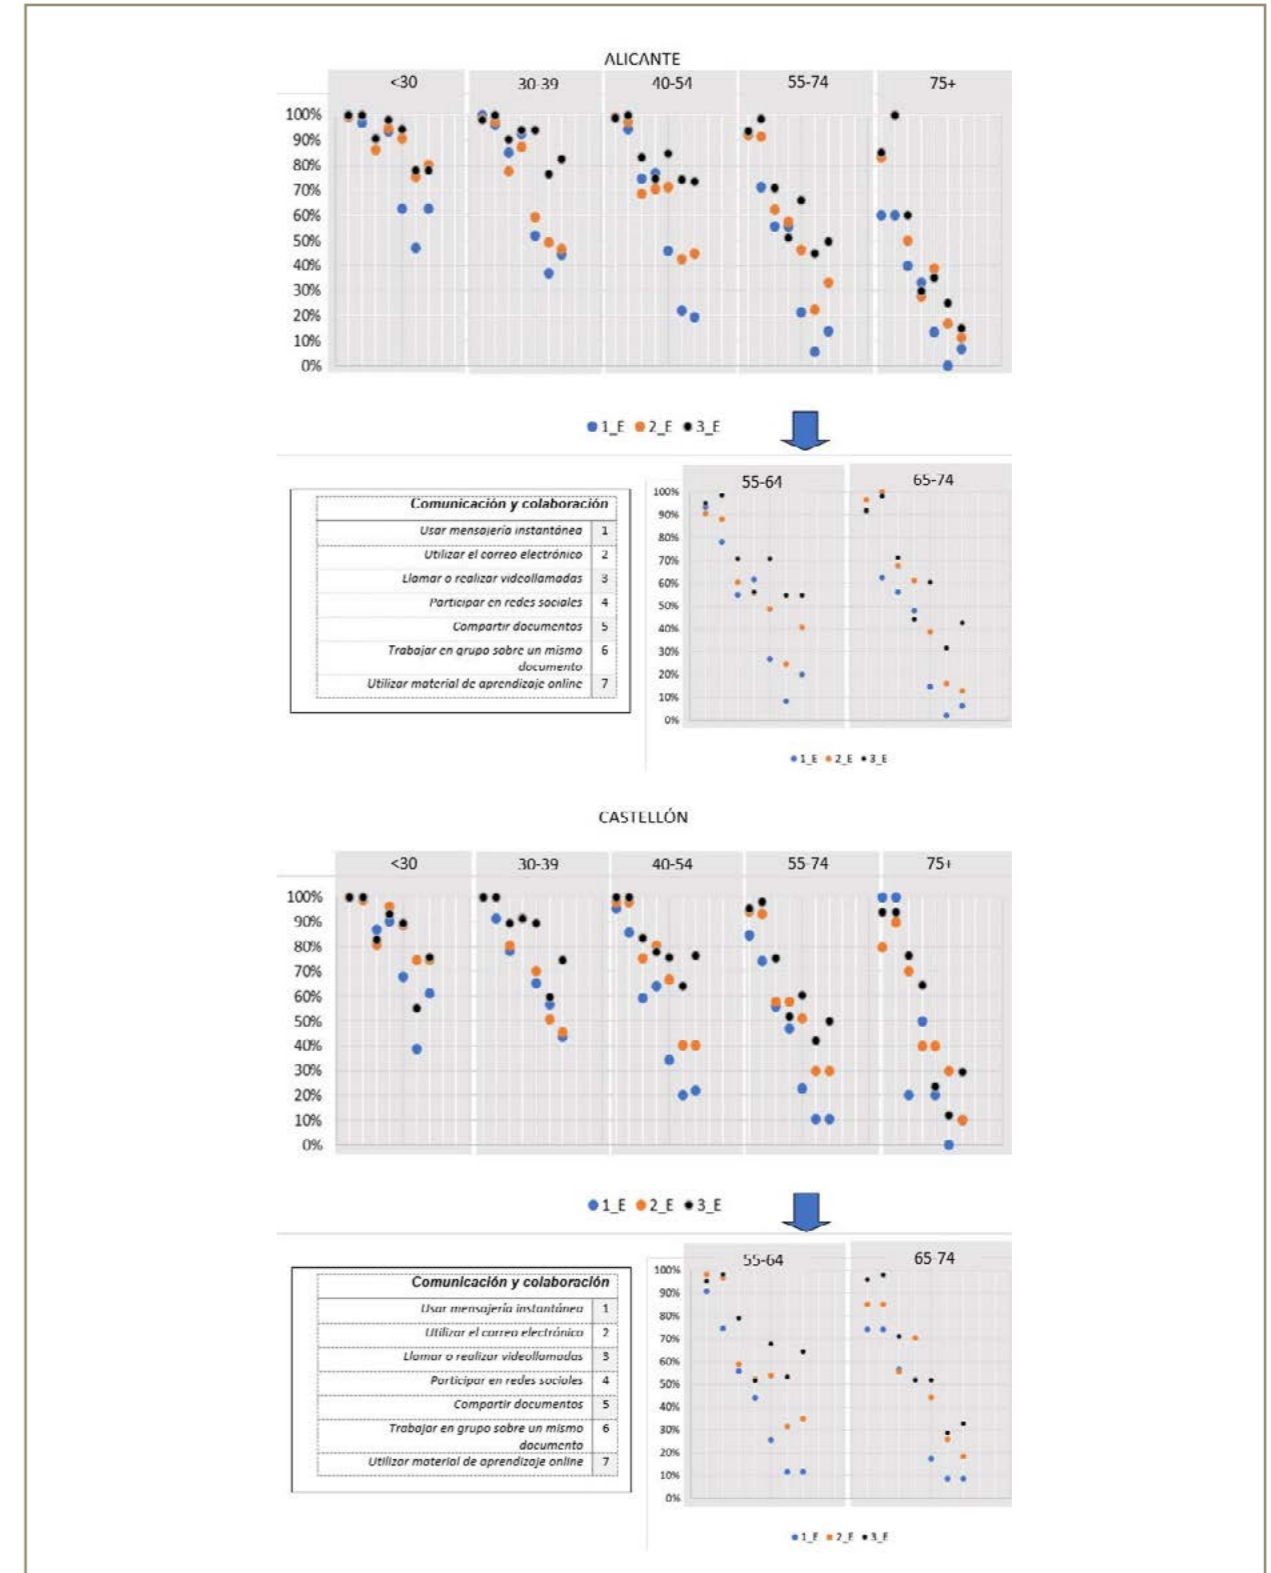 ALICANTE
<30 30-39 40-54 55-74 75+
100%
90%
80%
70%
60%
50%
40%
30%
20%
10%
0%
1_E 2_E 3_E
Comunicación y colaboración
Usar mensajería instantánea 1
Utilizar el correo electrónico 2
Llamar o realizar videollamadas 3
Participar en redes sociales 4
Compartir documentos 5
Trabajar en grupo sobre un mismo 6
documento
Utilizar material de aprendizaje online 7
55-64 65-74
100%
90%
80%
70%
60%
50%
40%
30%
20%
10%
0%
1_E 2_E 3_E
CASTELLÓN
<30 30-39 40-54 55-74 75+
100%
90%
80%
70%
60%
50%
40%
30%
20%
10%
0%
1_E 2_E 3_E
Comunicación y colaboración
Usar mensajería instantánea 1
Utilizar el correo electrónico 2
Llamar o realizar videollamadas 3
Participar en redes sociales 4
Compartir documentos 5
Trabajar en grupo sobre un mismo 6
documento
Utilizar material de aprendizaje online 7
55-64 65-74
100%
90%
80%
70%
60%
50%
40%
30%
20%
10%
0%
1_E 2_E 3_E